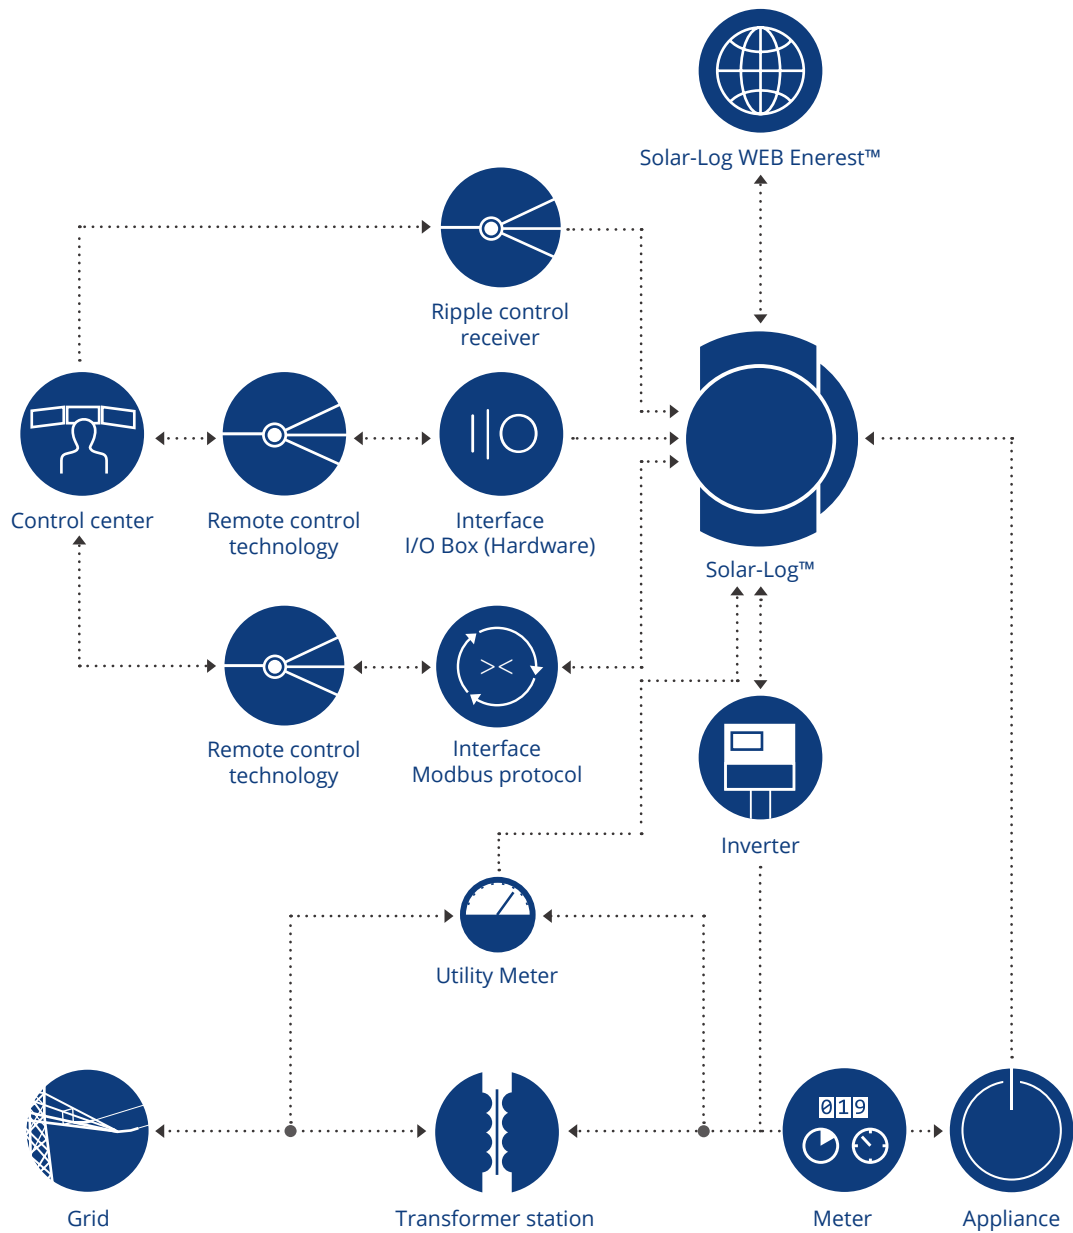 Solar-Log WEB Enerest™
Ripple control
receiver
Control center
Remote control
technology
Interface
I/O Box (Hardware)
Solar-Log™
Remote control
technology
><
Interface
Modbus protocol
Inverter
Utility Meter
019
Grid
Transformer station
Meter
Appliance